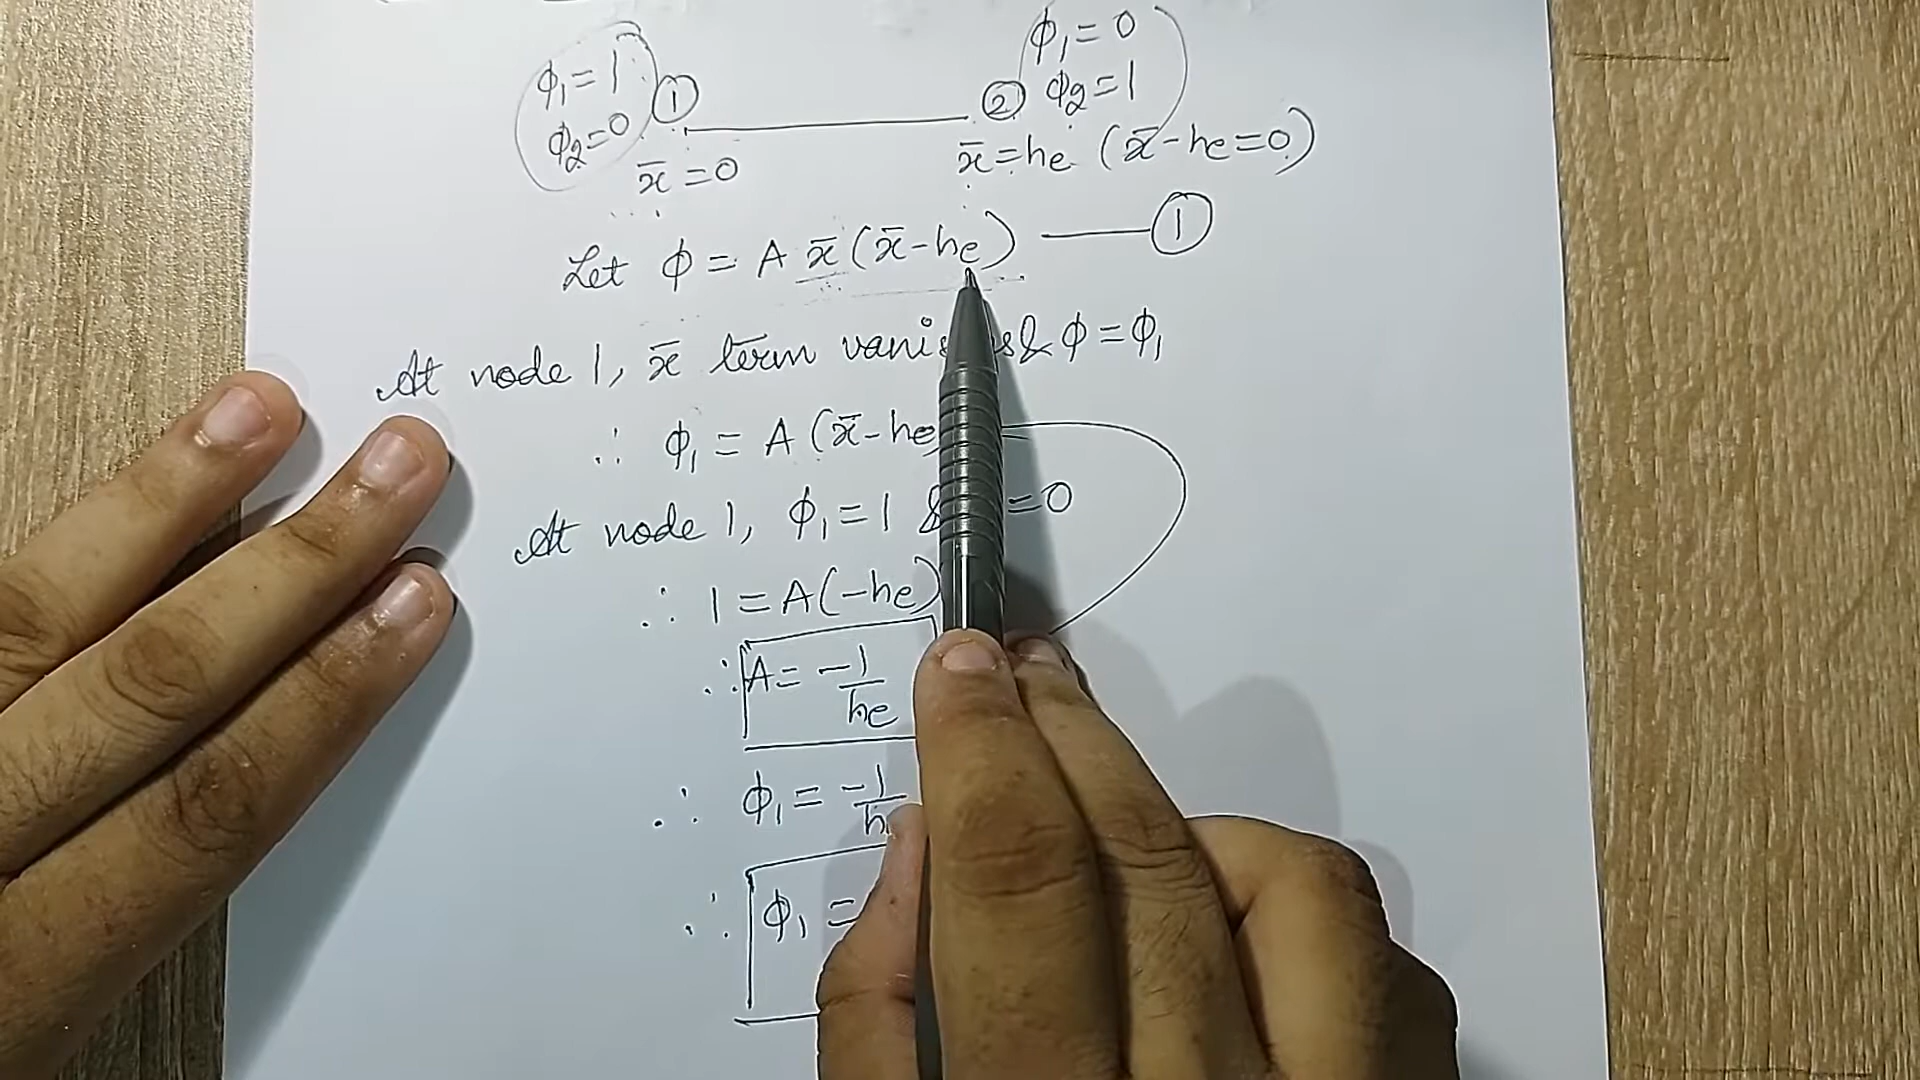 ϕ₁ = 1
ϕ₂ = 0
①
x̄ = 0
ϕ₁ = 0
② ϕ₂ = 1
x̄ = he (x̄ - he = 0)
Let ϕ = A x̄ (x̄ - he) — ①
At node 1, x̄ term & ϕ = ϕ₁
∴ ϕ₁ = A (x̄ - he
At node 1, ϕ₁ = 1 & = 0
∴ 1 = A(-he)
∴ A = -1/he
∴ ϕ₁ = -1/h
∴ ϕ₁ =